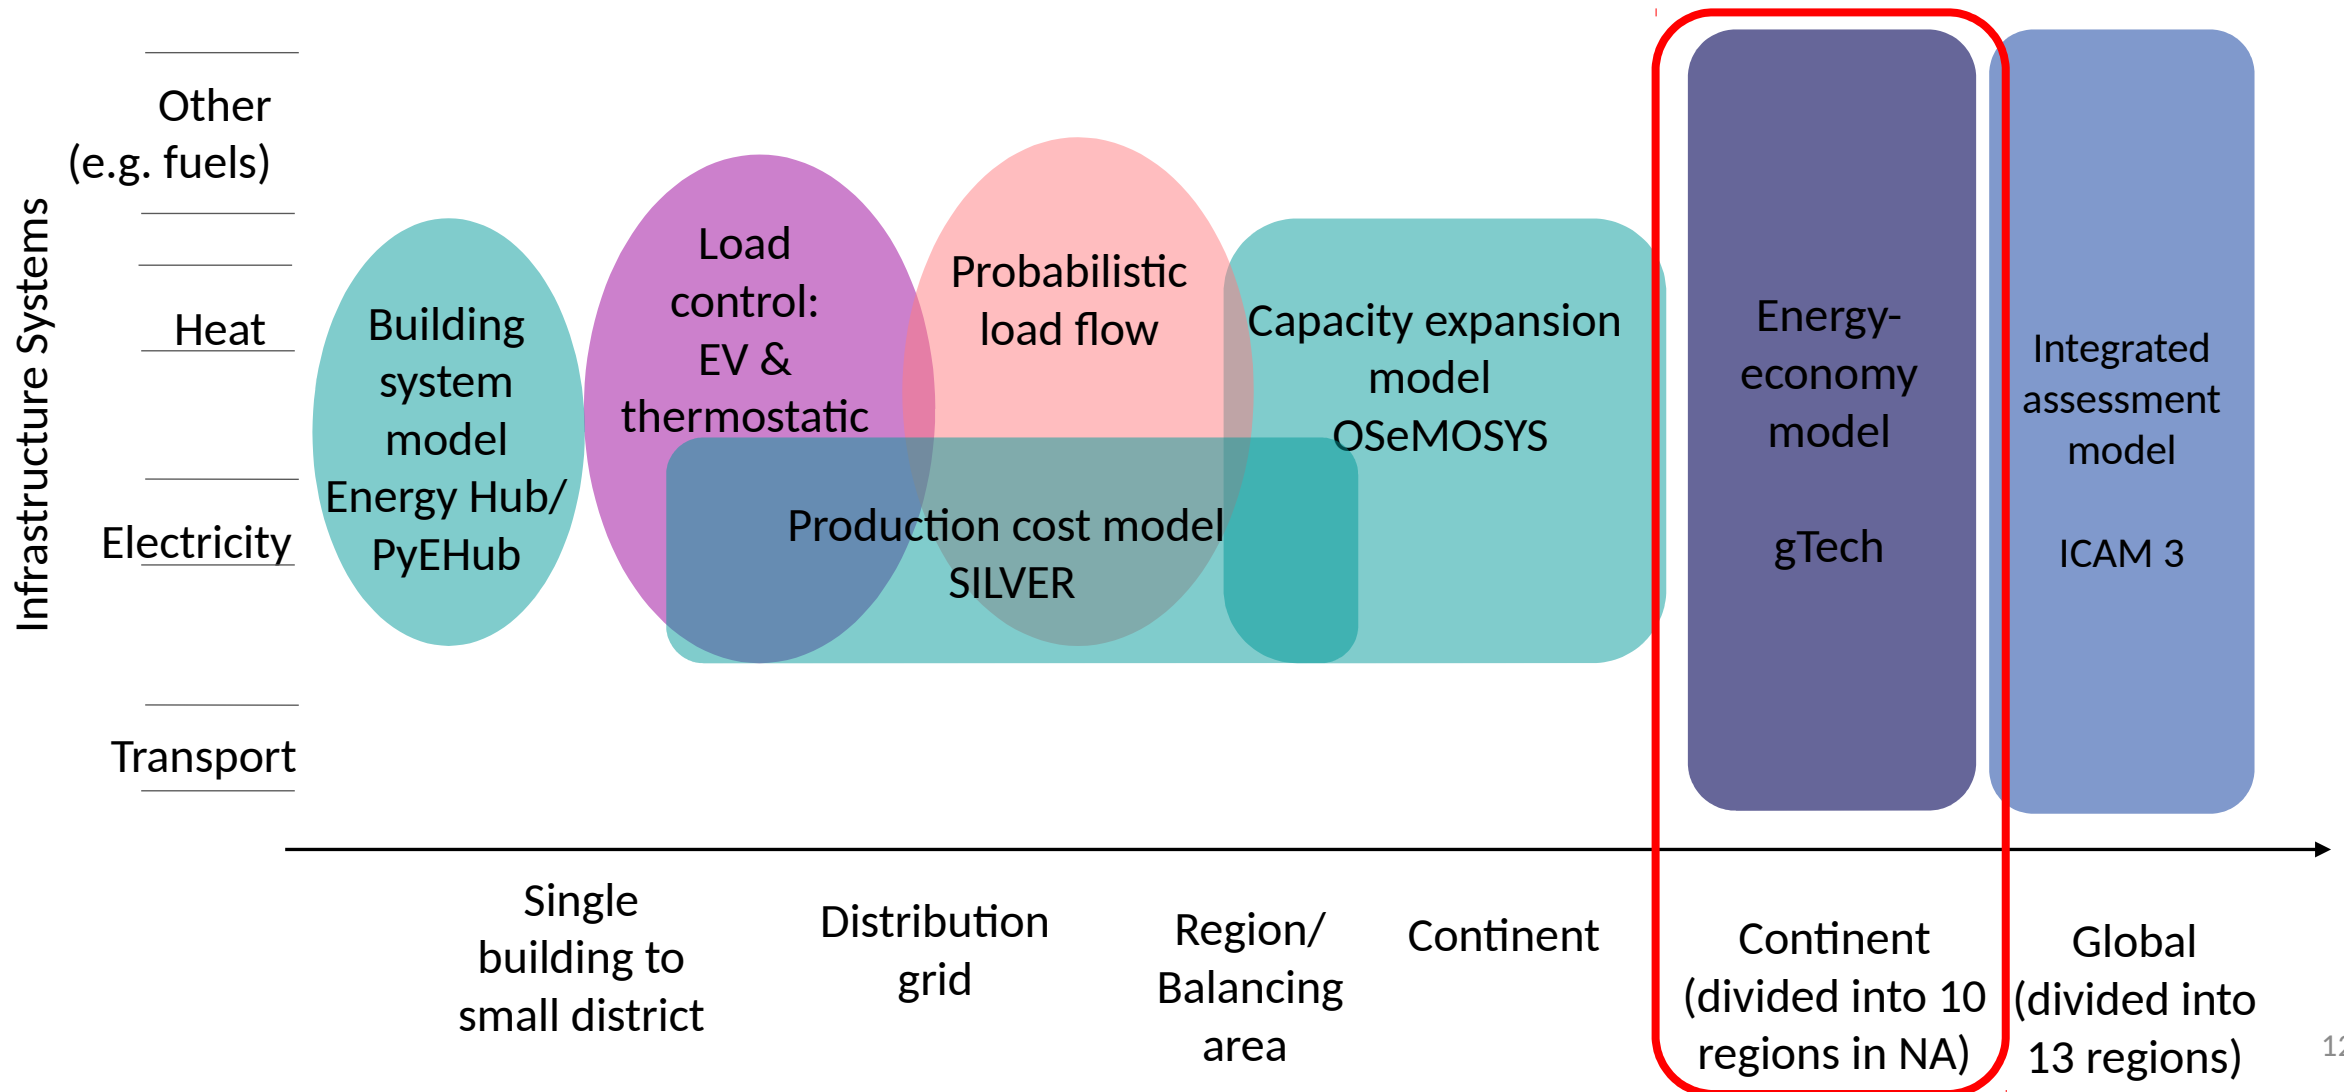 Infrastructure Systems
Other
(e.g. fuels)
Heat
Electricity
Transport
Building
system
model
Energy Hub/
PyEHub
Load
control:
EV &
thermostatic
Probabilistic
load flow
Production cost model
SILVER
Capacity expansion
model
OSeMOSYS
Energy-
economy
model
gTech
Integrated
assessment
model
ICAM 3
Single
building to
small district
Distribution
grid
Region/
Balancing
area
Continent
Continent
(divided into 10
regions in NA)
Global
(divided into
13 regions)
12